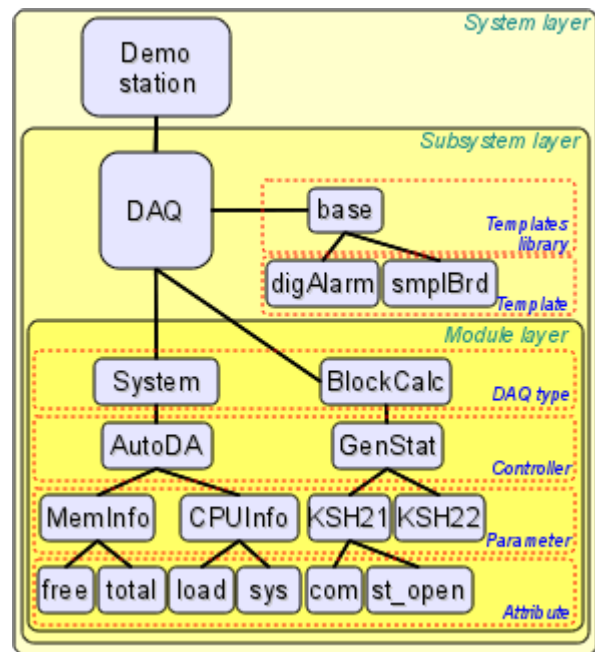 System layer
Demo
station
Subsystem layer
DAQ
base
Templates
library
digAlarm smplBrd
Template
Module layer
System BlockCalc
DAQ type
AutoDA GenStat
Controller
MemInfo CPUInfo KSH21 KSH22
Parameter
free total load sys com st_open
Attribute